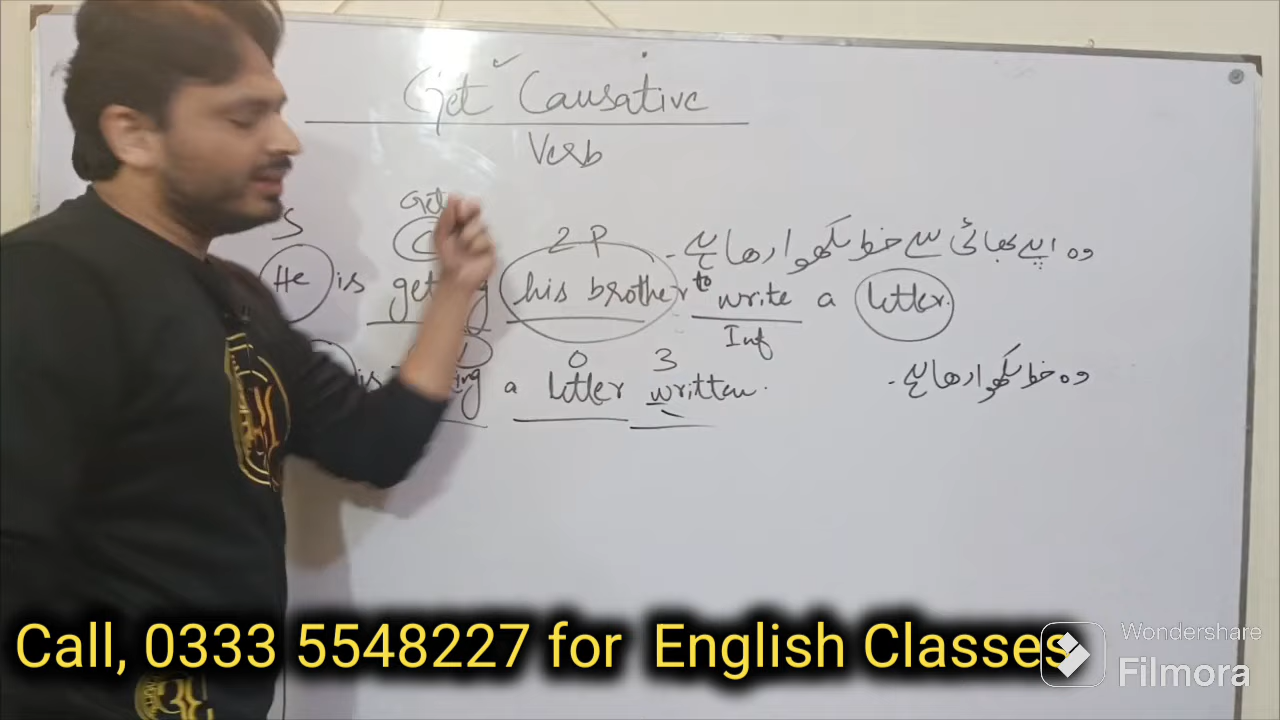 Get Causative
Verb
S Get 2 P
He is getting his brother to write a letter.
وہ اپنے بھائی سے خط لکھوا رہا ہے۔
Inf
O 3
is a letter written.
وہ خط لکھوا رہا ہے۔
Call, 0333 5548227 for English Classes
Wondershare
Filmora